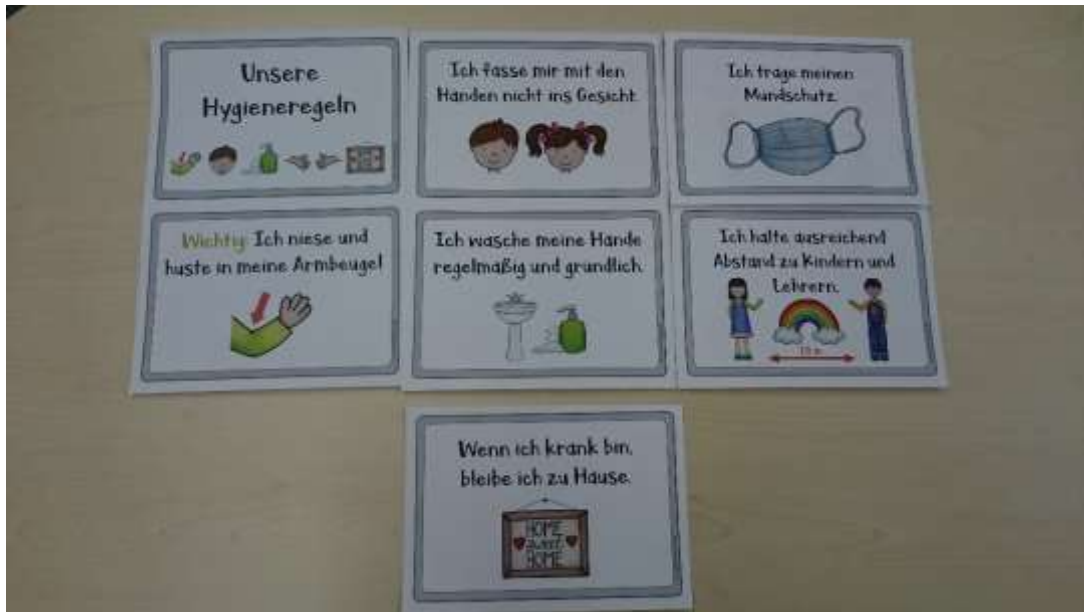 Unsere
Hygieneregeln
Ich fasse mir mit den
Händen nicht ins Gesicht.
Ich trage meinen
Mundschutz.
Wichtig: Ich niese und
huste in meine Armbeuge!
Ich wasche meine Hände
regelmäßig und gründlich.
Ich halte ausreichend
Abstand zu Kindern und
Lehrern.
Wenn ich krank bin,
bleibe ich zu Hause.
HOME
sweet
HOME